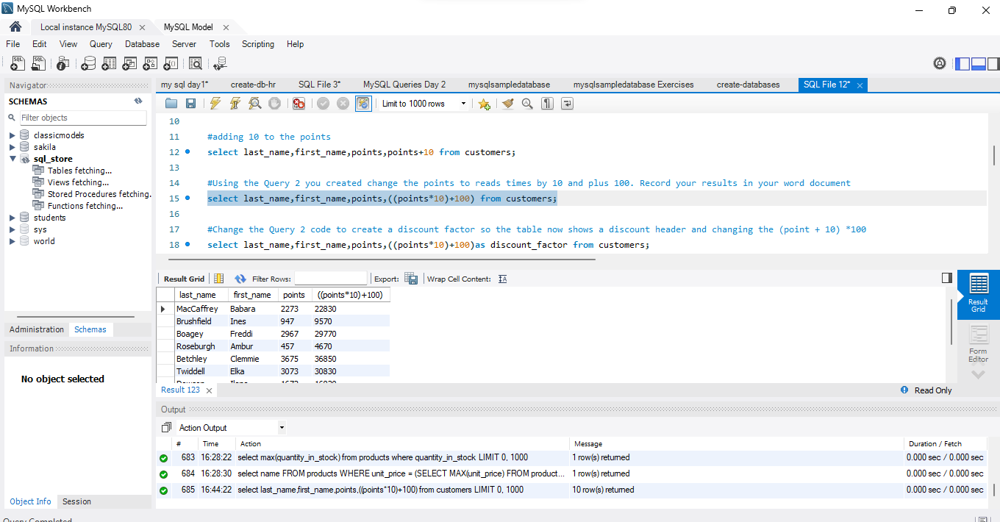 MySQL Workbench
Local instance MySQL80 MySQL Model
File Edit View Query Database Server Tools Scripting Help
Navigator
SCHEMAS
Filter objects
classicmodels
sakila
sql_store
Tables fetching...
Views fetching...
Stored Procedures fetching.
Functions fetching...
students
sys
world
Administration Schemas
Information
No object selected
Object Info Session
my sql day1* create-db-hr SQL File 3* MySQL Queries Day 2 mysqlsampledatabase mysqlsampledatabase Exercises create-databases SQL File 12*
Limit to 1000 rows
10
11 #adding 10 to the points
12 select last_name,first_name,points,points+10 from customers;
13
14 #Using the Query 2 you created change the points to reads times by 10 and plus 100. Record your results in your word document
15 select last_name,first_name,points,((points*10)+100) from customers;
16
17 #Change the Query 2 code to create a discount factor so the table now shows a discount header and changing the (point + 10) *100
18 select last_name,first_name,points,((points*10)+100)as discount_factor from customers;
Result Grid Filter Rows: Export: Wrap Cell Content:
last_name first_name points ((points*10)+100)
MacCaffrey Babara 2273 22830
Brushfield Ines 947 9570
Boagey Freddi 2967 29770
Roseburgh Ambur 457 4670
Betchley Clemmie 3675 36850
Twiddell Elka 3073 30830
Result
Grid
Form
Editor
Result 123 Read Only
Output
Action Output
# Time Action Message Duration / Fetch
683 16:28:22 select max(quantity_in_stock) from products where quantity_in_stock LIMIT 0, 1000 1 row(s) returned 0.000 sec / 0.000 sec
684 16:28:30 select name FROM products WHERE unit_price = (SELECT MAX(unit_price) FROM product... 1 row(s) returned 0.000 sec / 0.000 sec
685 16:44:22 select last_name,first_name,points,((points*10)+100) from customers LIMIT 0, 1000 10 row(s) returned 0.000 sec / 0.000 sec
Query Completed